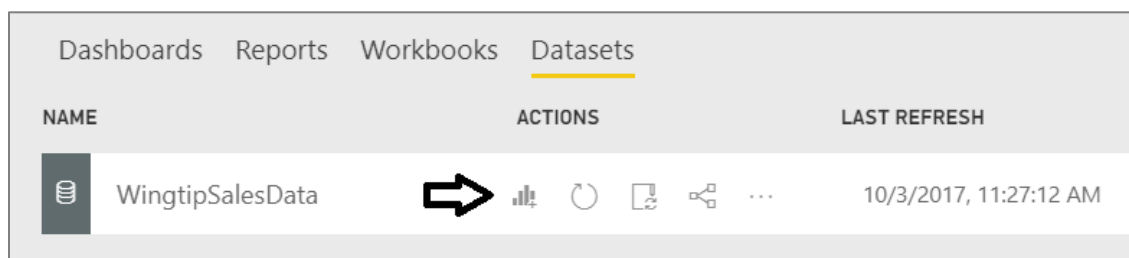 Dashboards Reports Workbooks Datasets
NAME ACTIONS LAST REFRESH
WingtipSalesData ... 10/3/2017, 11:27:12 AM